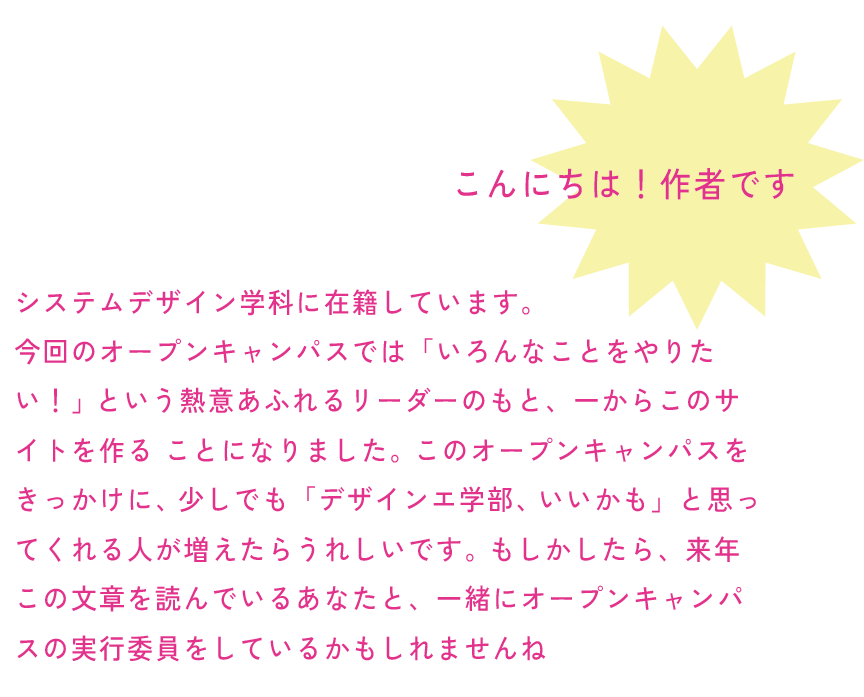 こんにちは！作者です
システムデザイン学科に在籍しています。
今回のオープンキャンパスでは「いろんなことをやりた
い！」という熱意あふれるリーダーのもと、一からこのサ
イトを作る ことになりました。このオープンキャンパスを
きっかけに、少しでも「デザイン工学部、いいかも」と思っ
てくれる人が増えたらうれしいです。もしかしたら、来年
この文章を読んでいるあなたと、一緒にオープンキャンパ
スの実行委員をしているかもしれませんね